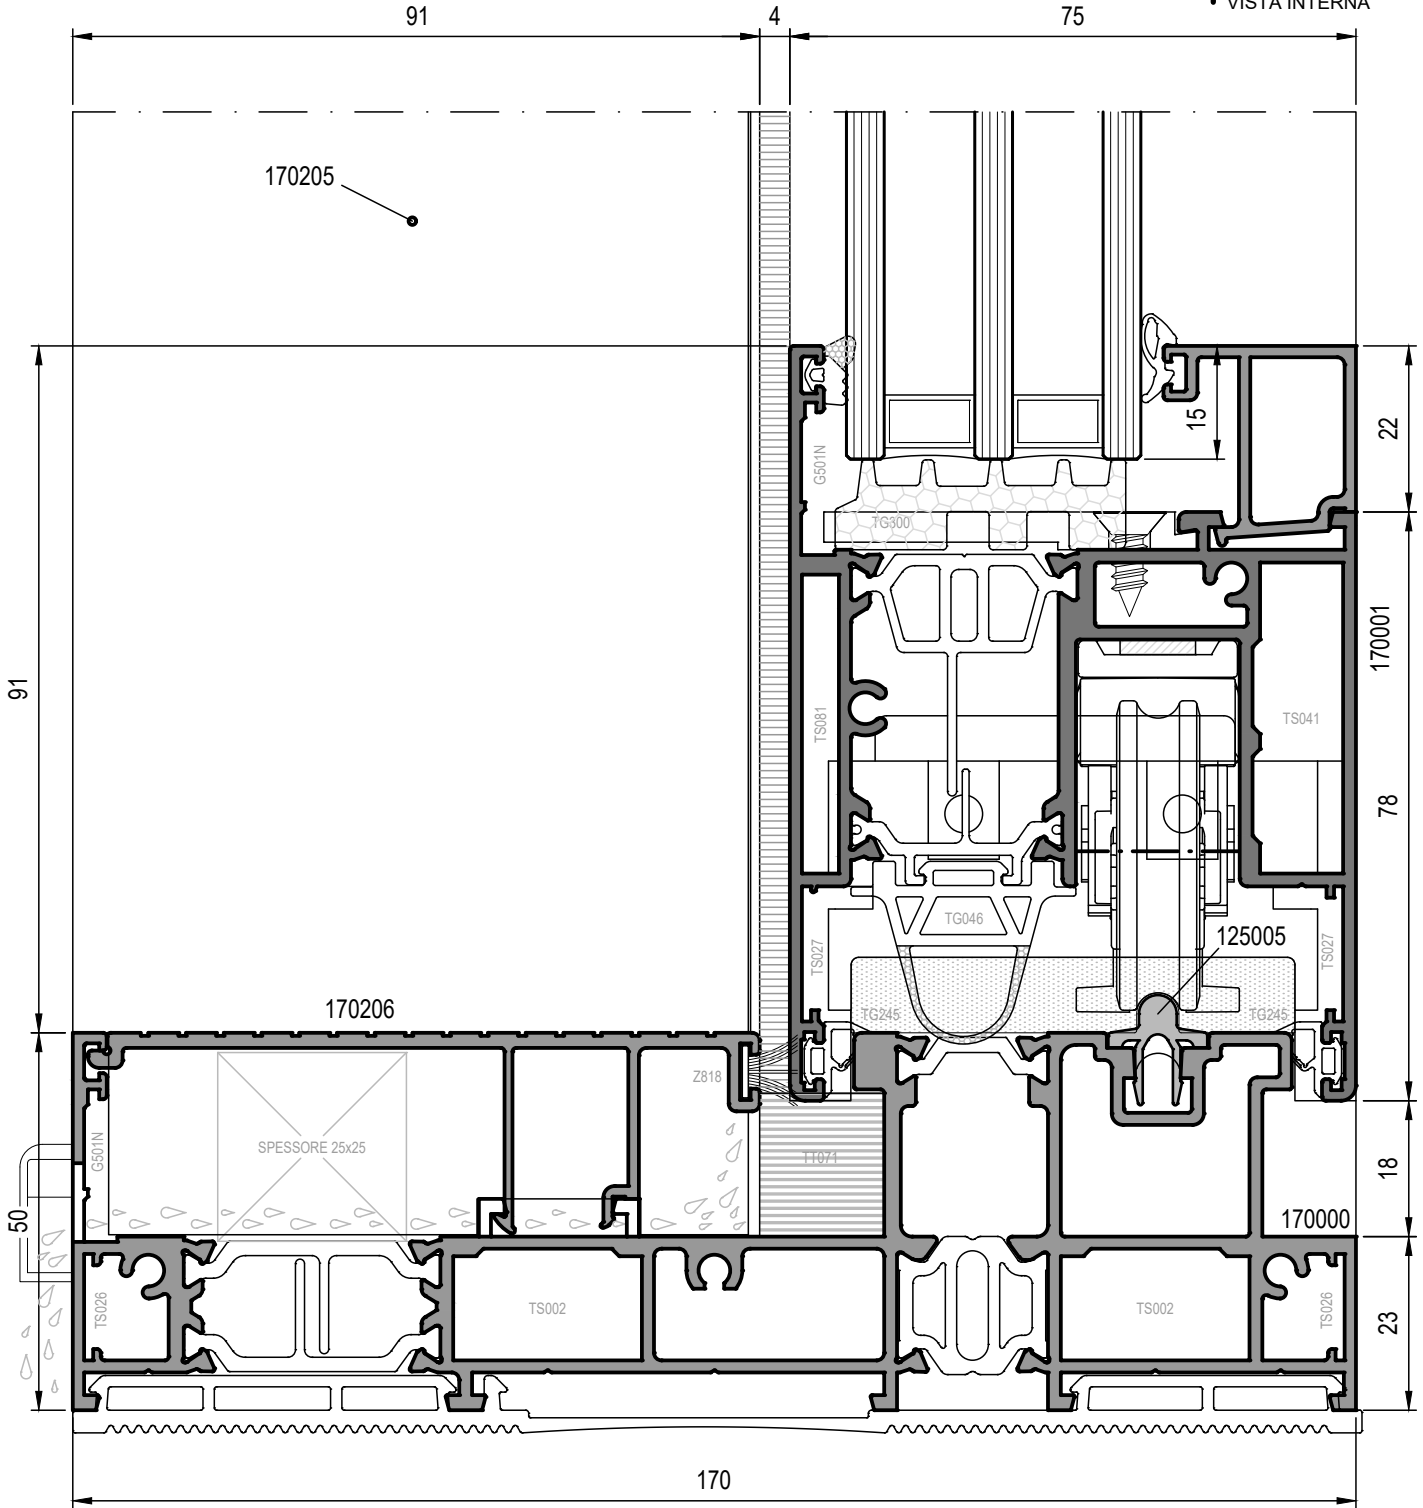 • VISTA INTERNA
91
4
75
170205
15
22
G501N
TG300
170001
91
TS081
TS041
78
TG046
125005
TS027
TS027
170206
TG245
TG245
Z818
G501N
SPESSORE 25x25
TT071
18
50
170000
TS026
TS002
TS002
TS026
23
170